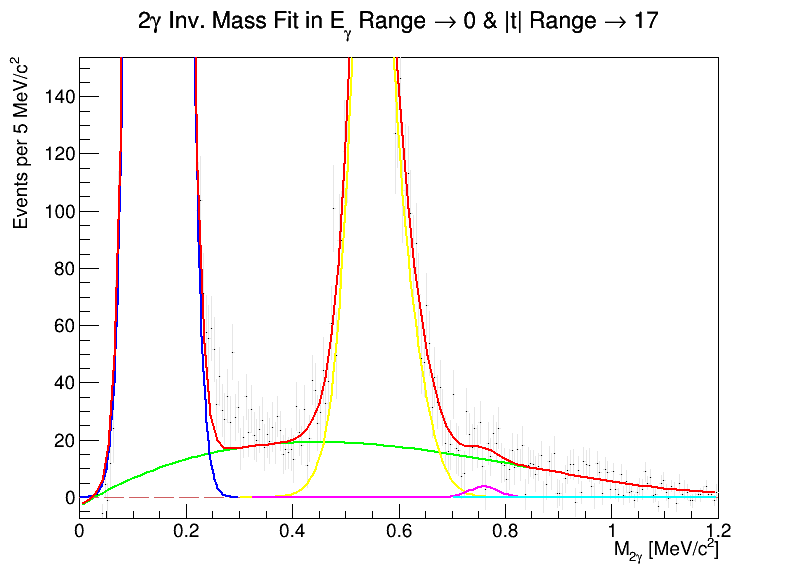 2γ Inv. Mass Fit in Eγ Range → 0 & |t| Range → 17
Events per 5 MeV/c²
140
120
100
80
60
40
20
0
0 0.2 0.4 0.6 0.8 1 1.2
M2γ [MeV/c²]